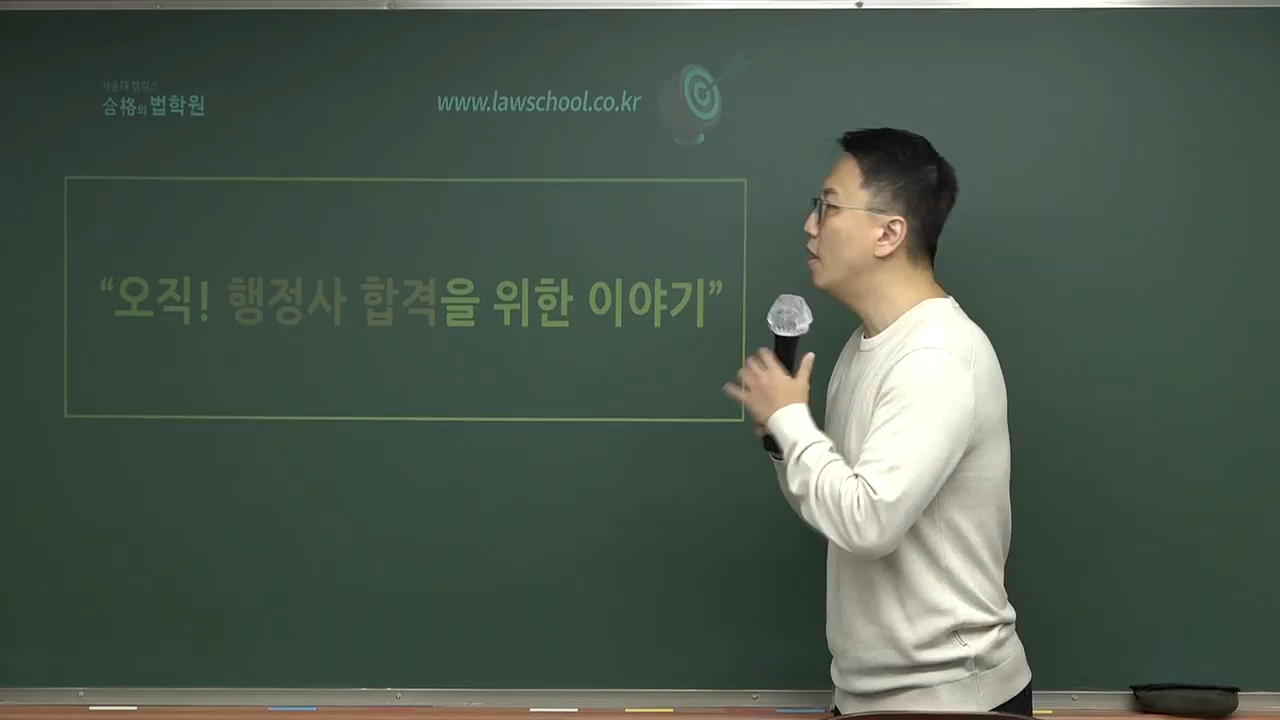 서울대 캠퍼스
合格의 법학원
www.lawschool.co.kr
“오직! 행정사 합격을 위한 이야기”